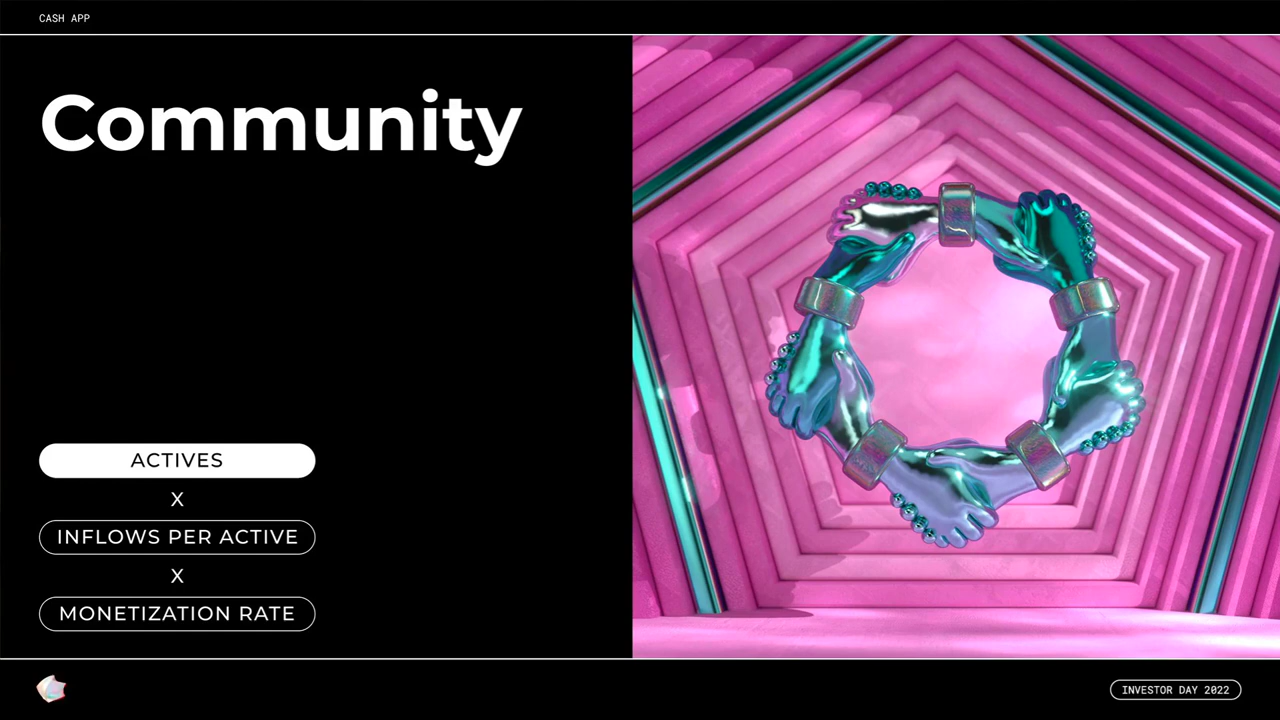 CASH APP
Community
ACTIVES
X
INFLOWS PER ACTIVE
X
MONETIZATION RATE
INVESTOR DAY 2022